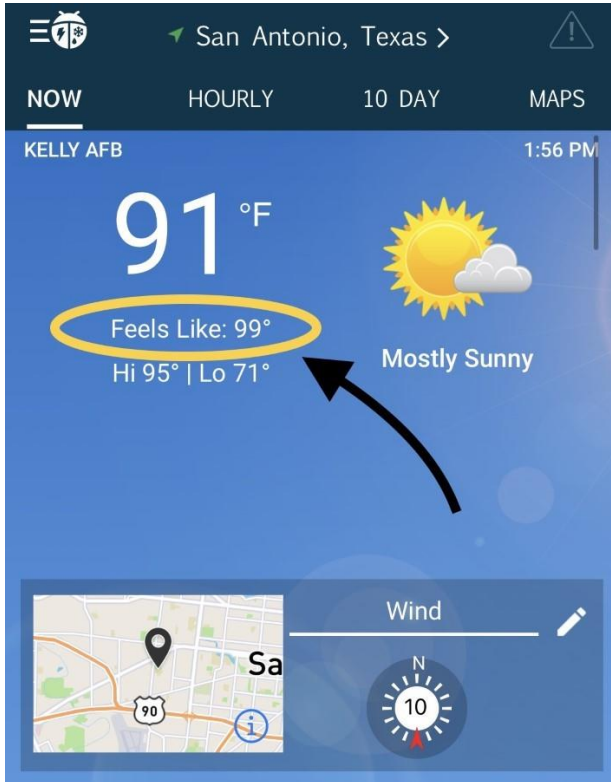 San Antonio, Texas >
NOW HOURLY 10 DAY MAPS
KELLY AFB 1:56 PM
91 °F
Feels Like: 99°
Hi 95° | Lo 71°
Mostly Sunny
Wind
Sa
90
i
N
10